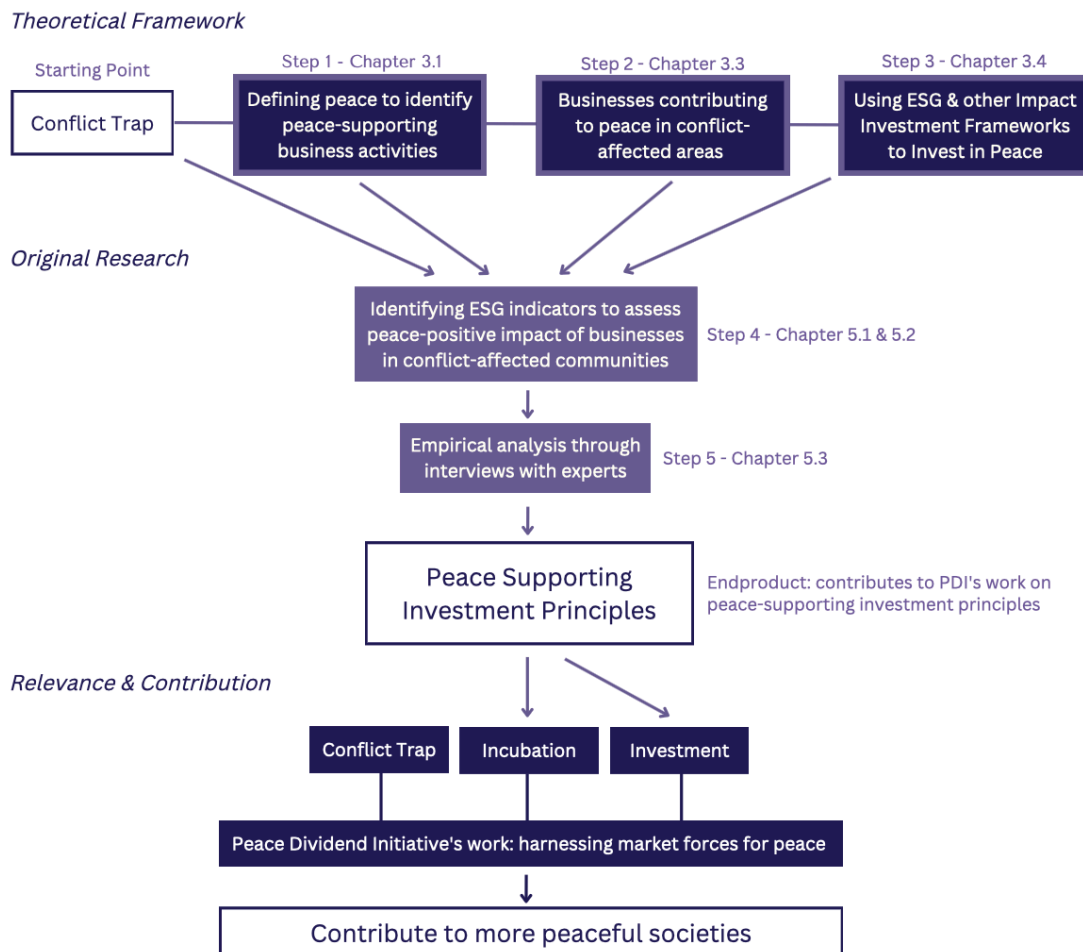 Theoretical Framework
Starting Point
Conflict Trap
Step 1 - Chapter 3.1
Defining peace to identify
peace-supporting
business activities
Step 2 - Chapter 3.3
Businesses contributing
to peace in conflict-
affected areas
Step 3 - Chapter 3.4
Using ESG & other Impact
Investment Frameworks
to Invest in Peace
Original Research
Identifying ESG indicators to assess
peace-positive impact of businesses
in conflict-affected communities
Step 4 - Chapter 5.1 & 5.2
Empirical analysis through
interviews with experts
Step 5 - Chapter 5.3
Peace Supporting
Investment Principles
Endproduct: contributes to PDI's work on
peace-supporting investment principles
Relevance & Contribution
Conflict Trap
Incubation
Investment
Peace Dividend Initiative's work: harnessing market forces for peace
Contribute to more peaceful societies